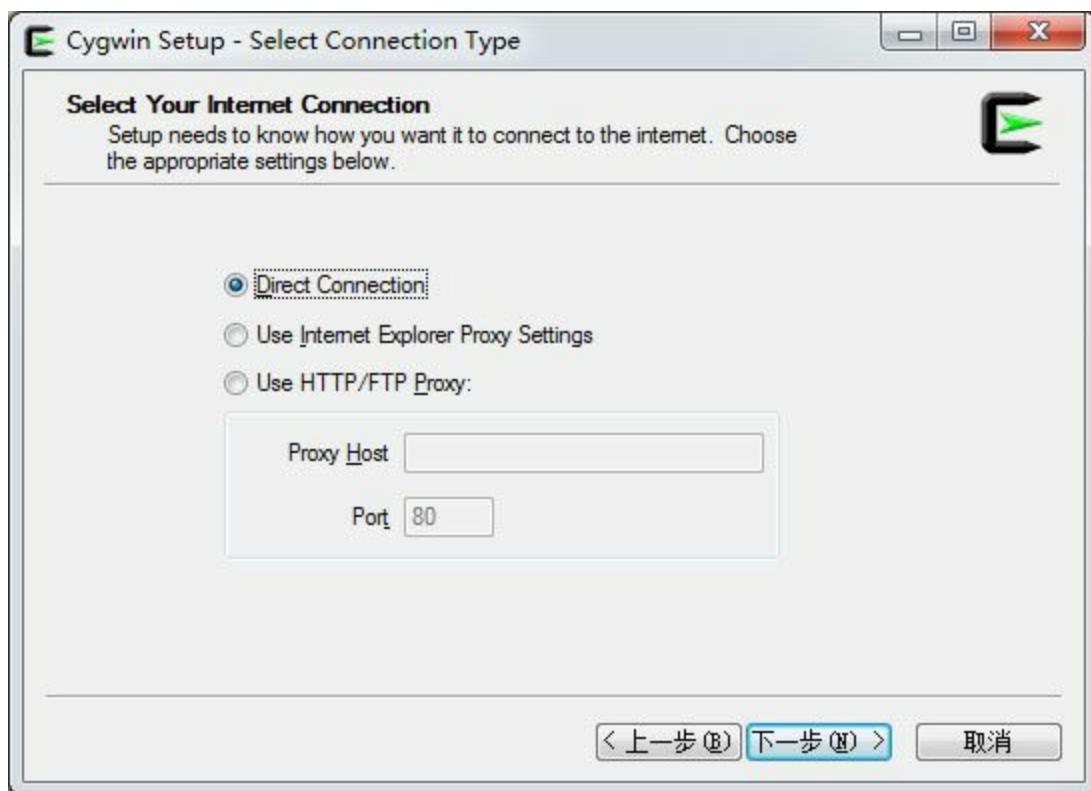 Cygwin Setup - Select Connection Type
Select Your Internet Connection
Setup needs to know how you want it to connect to the internet. Choose
the appropriate settings below.
Direct Connection
Use Internet Explorer Proxy Settings
Use HTTP/FTP Proxy:
Proxy Host
Port 80
< 上一步(B) 下一步(N) > 取消